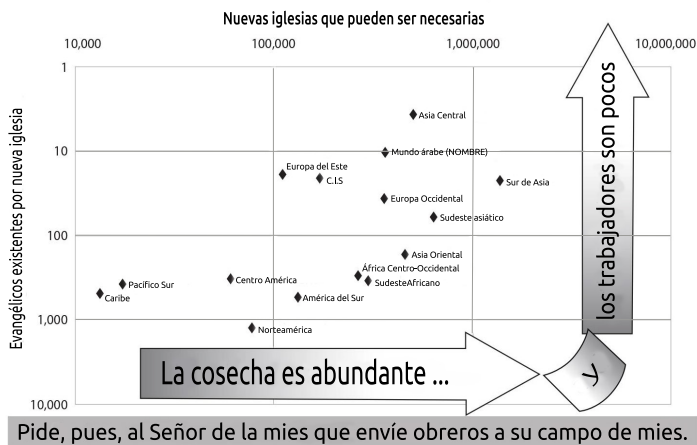 Nuevas iglesias que pueden ser necesarias
10,000 100,000 1,000,000 10,000,000
Evangélicos existentes por nueva iglesia
1
10
100
1,000
10,000
Asia Central
Mundo árabe (NOMBRE)
Europa del Este
C.I.S
Sur de Asia
Europa Occidental
Sudeste asiático
Asia Oriental
África Centro-Occidental
SudesteAfricano
Centro América
Pacífico Sur
Caribe
América del Sur
Norteamérica
La cosecha es abundante ...
y
los trabajadores son pocos
Pide, pues, al Señor de la mies que envíe obreros a su campo de mies.